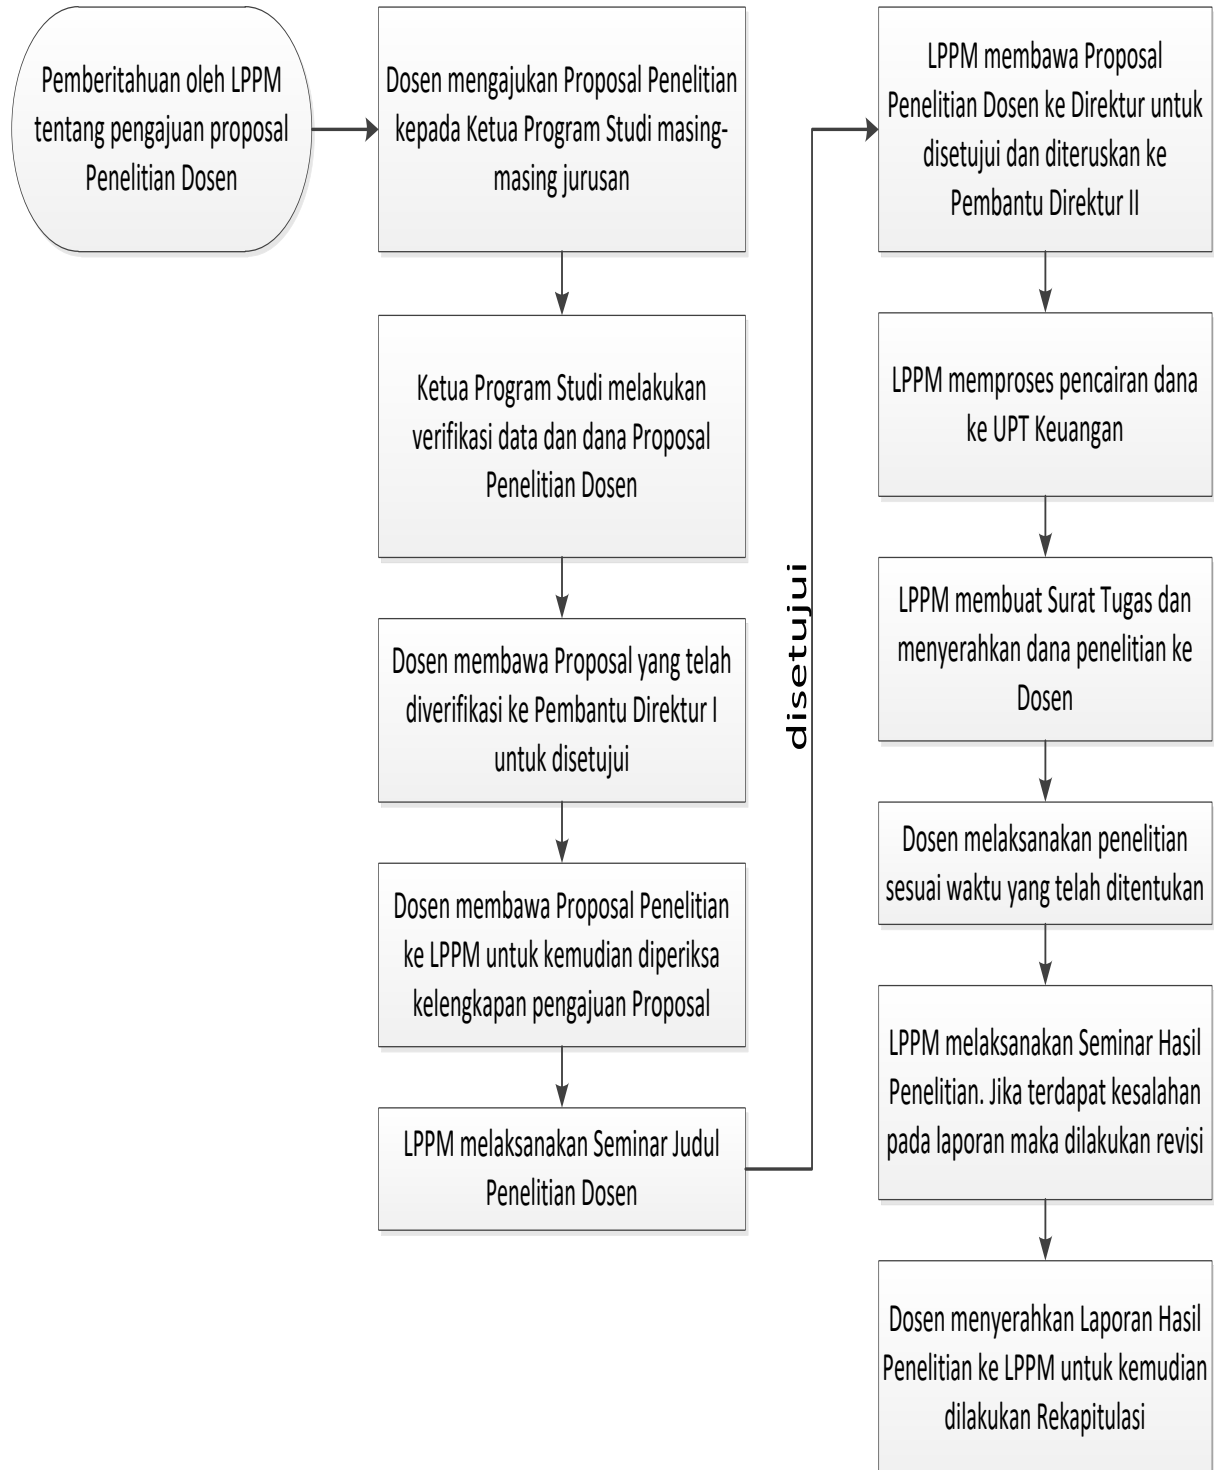 Pemberitahuan oleh LPPM
tentang pengajuan proposal
Penelitian Dosen
Dosen mengajukan Proposal Penelitian
kepada Ketua Program Studi masing-
masing jurusan
Ketua Program Studi melakukan
verifikasi data dan dana Proposal
Penelitian Dosen
Dosen membawa Proposal yang telah
diverifikasi ke Pembantu Direktur I
untuk disetujui
Dosen membawa Proposal Penelitian
ke LPPM untuk kemudian diperiksa
kelengkapan pengajuan Proposal
LPPM melaksanakan Seminar Judul
Penelitian Dosen
disetujui
LPPM membawa Proposal
Penelitian Dosen ke Direktur untuk
disetujui dan diteruskan ke
Pembantu Direktur II
LPPM memproses pencairan dana
ke UPT Keuangan
LPPM membuat Surat Tugas dan
menyerahkan dana penelitian ke
Dosen
Dosen melaksanakan penelitian
sesuai waktu yang telah ditentukan
LPPM melaksanakan Seminar Hasil
Penelitian. Jika terdapat kesalahan
pada laporan maka dilakukan revisi
Dosen menyerahkan Laporan Hasil
Penelitian ke LPPM untuk kemudian
dilakukan Rekapitulasi